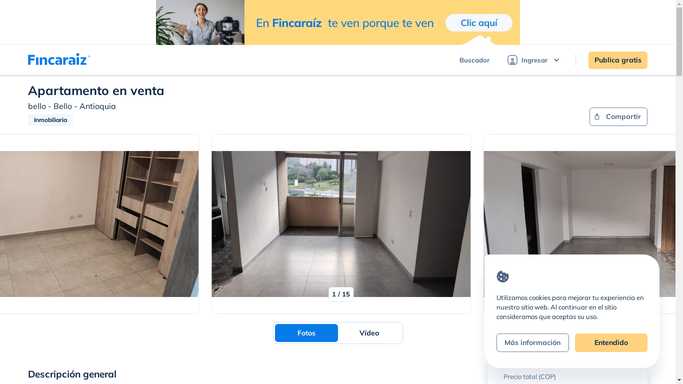 En Fincaraíz te ven porque te ven
Clic aquí
Fincaraíz
Buscador
Ingresar
Publica gratis
Apartamento en venta
bello - Bello - Antioquia
Inmobiliaria
Compartir
1 / 15
Fotos
Vídeo
Utilizamos cookies para mejorar tu experiencia en
nuestro sitio web. Al continuar en el sitio
consideramos que aceptas su uso.
Más información
Entendido
Descripción general
Precio total (COP)